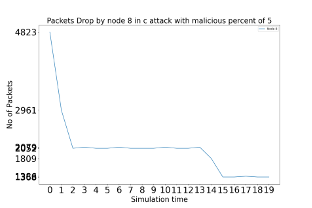 Packets Drop by node 8 in c attack with malicious percent of 5
Node 8
4823
2961
1809
No of Packets
0 1 2 3 4 5 6 7 8 9 10 11 12 13 14 15 16 17 18 19
Simulation time